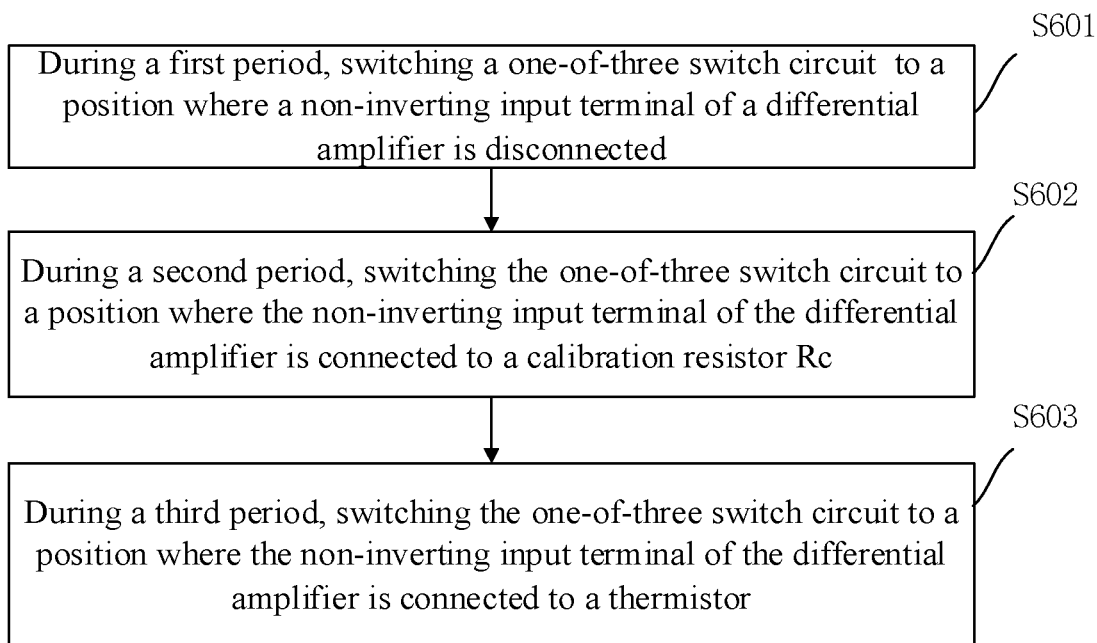 S601
During a first period, switching a one-of-three switch circuit to a
position where a non-inverting input terminal of a differential
amplifier is disconnected
S602
During a second period, switching the one-of-three switch circuit to
a position where the non-inverting input terminal of the differential
amplifier is connected to a calibration resistor Rc
S603
During a third period, switching the one-of-three switch circuit to a
position where the non-inverting input terminal of the differential
amplifier is connected to a thermistor